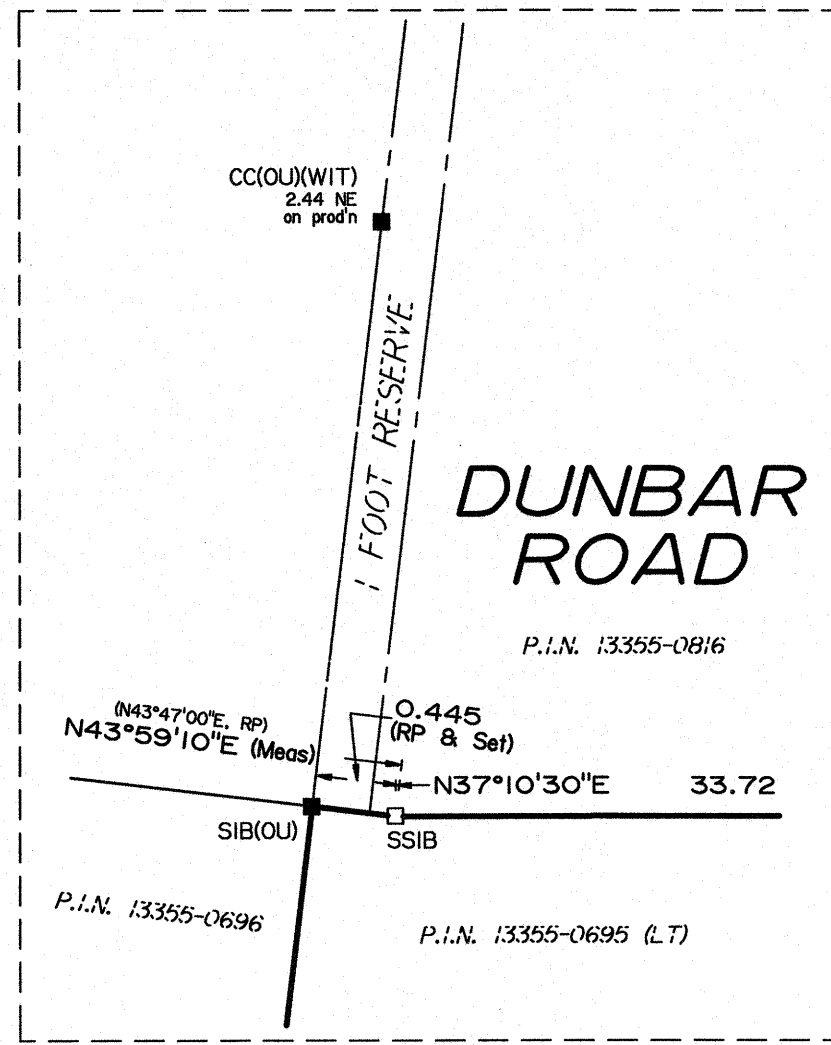 CC(OU)(WIT)
2.44 NE
on prod'n
1 FOOT RESERVE
DUNBAR
ROAD
P.I.N. 13355-0816
(N43°47'00"E, RP)
N43°59'10"E (Meas)
0.445
(RP & Set)
N37°10'30"E 33.72
SIB(OU)
SSIB
P.I.N. 13355-0696
P.I.N. 13355-0695 (LT)